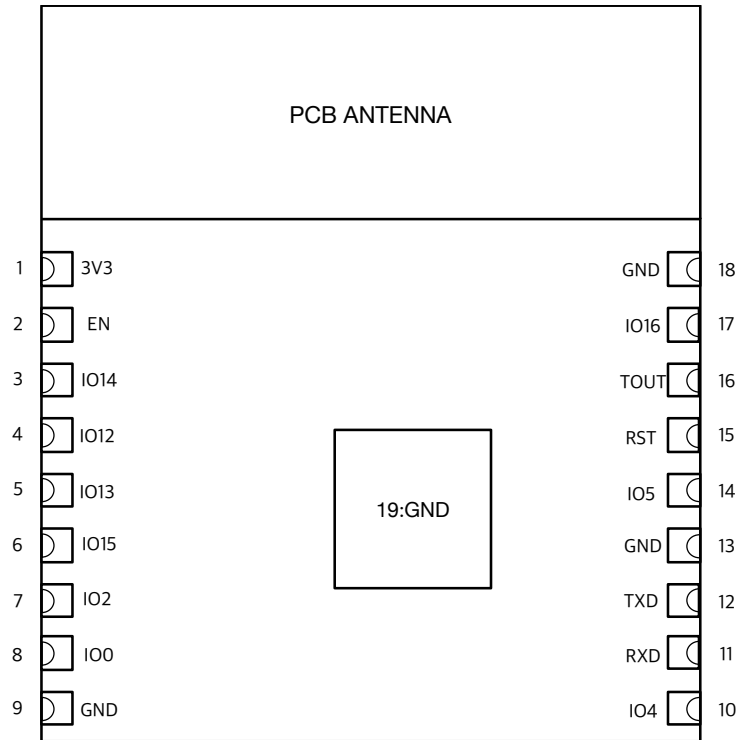 PCB ANTENNA
1 3V3 GND 18
2 EN IO16 17
3 IO14 TOUT 16
4 IO12 RST 15
5 IO13 IO5 14
19:GND
6 IO15 GND 13
7 IO2 TXD 12
8 IO0 RXD 11
9 GND IO4 10